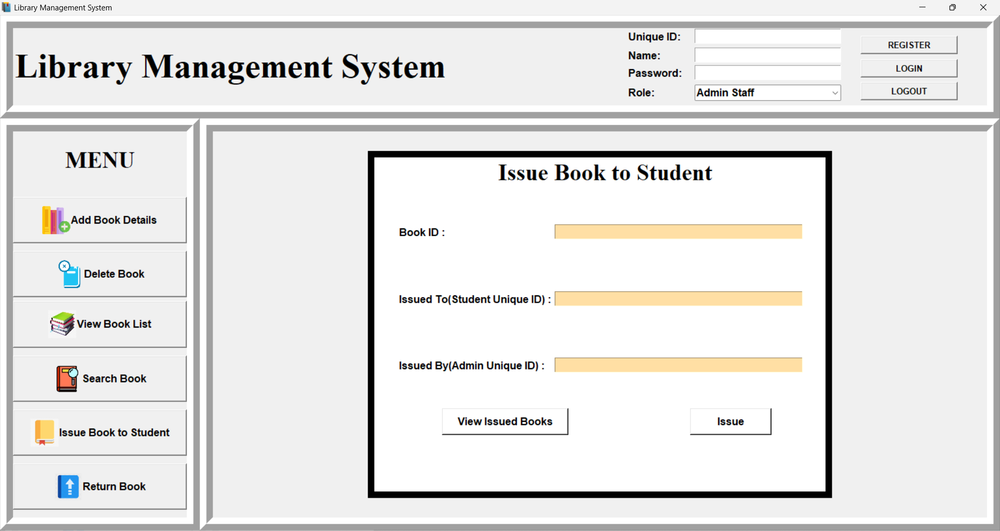 Library Management System
Library Management System
Unique ID:
Name:
Password:
Role:
Admin Staff
REGISTER
LOGIN
LOGOUT
MENU
Add Book Details
Delete Book
View Book List
Search Book
Issue Book to Student
Return Book
Issue Book to Student
Book ID :
Issued To(Student Unique ID) :
Issued By(Admin Unique ID) :
View Issued Books
Issue